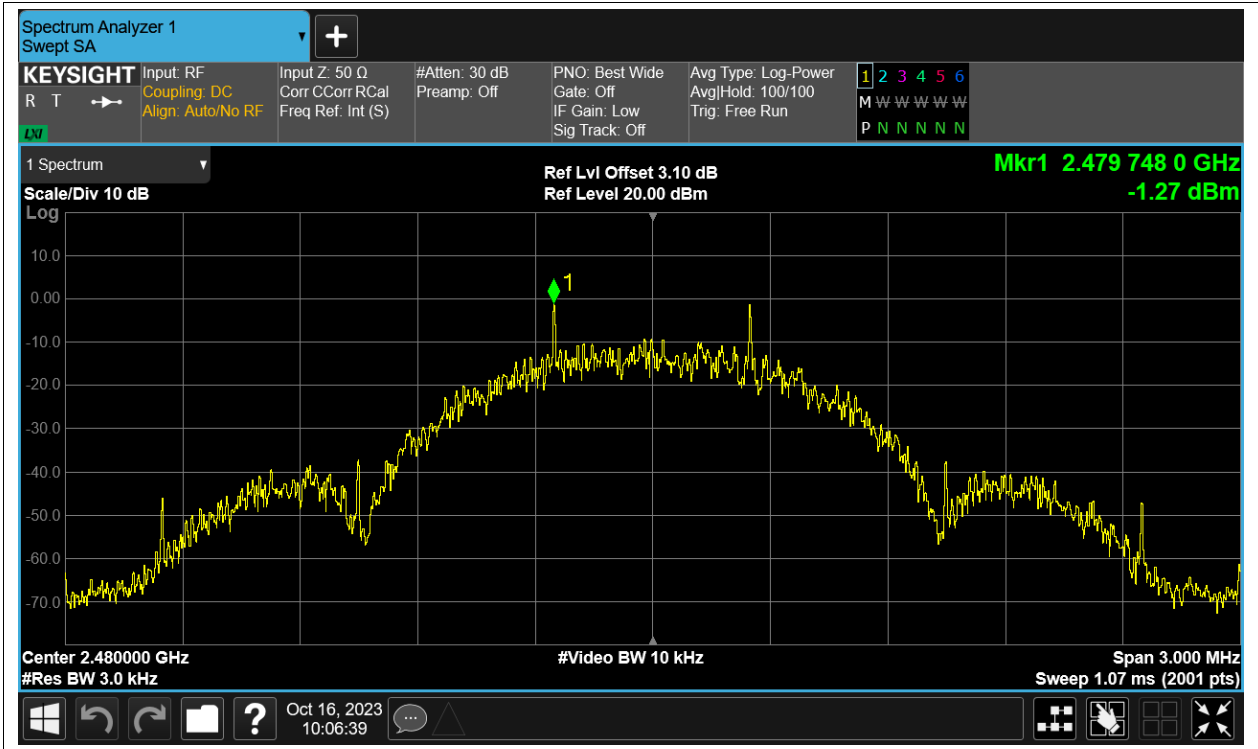 Spectrum Analyzer 1
Swept SA
KEYSIGHT
R T
LXI
Input: RF
Coupling: DC
Align: Auto/No RF
Input Z: 50 Ω
Corr CCorr RCal
Freq Ref: Int (S)
#Atten: 30 dB
Preamp: Off
PNO: Best Wide
Gate: Off
IF Gain: Low
Sig Track: Off
Avg Type: Log-Power
Avg|Hold: 100/100
Trig: Free Run
1 2 3 4 5 6
M W W W W W
P N N N N N
1 Spectrum
Scale/Div 10 dB
Ref Lvl Offset 3.10 dB
Ref Level 20.00 dBm
Mkr1 2.479 748 0 GHz
-1.27 dBm
Log
1
10.0
0.00
-10.0
-20.0
-30.0
-40.0
-50.0
-60.0
-70.0
Center 2.480000 GHz
#Res BW 3.0 kHz
#Video BW 10 kHz
Span 3.000 MHz
Sweep 1.07 ms (2001 pts)
?
Oct 16, 2023
10:06:39